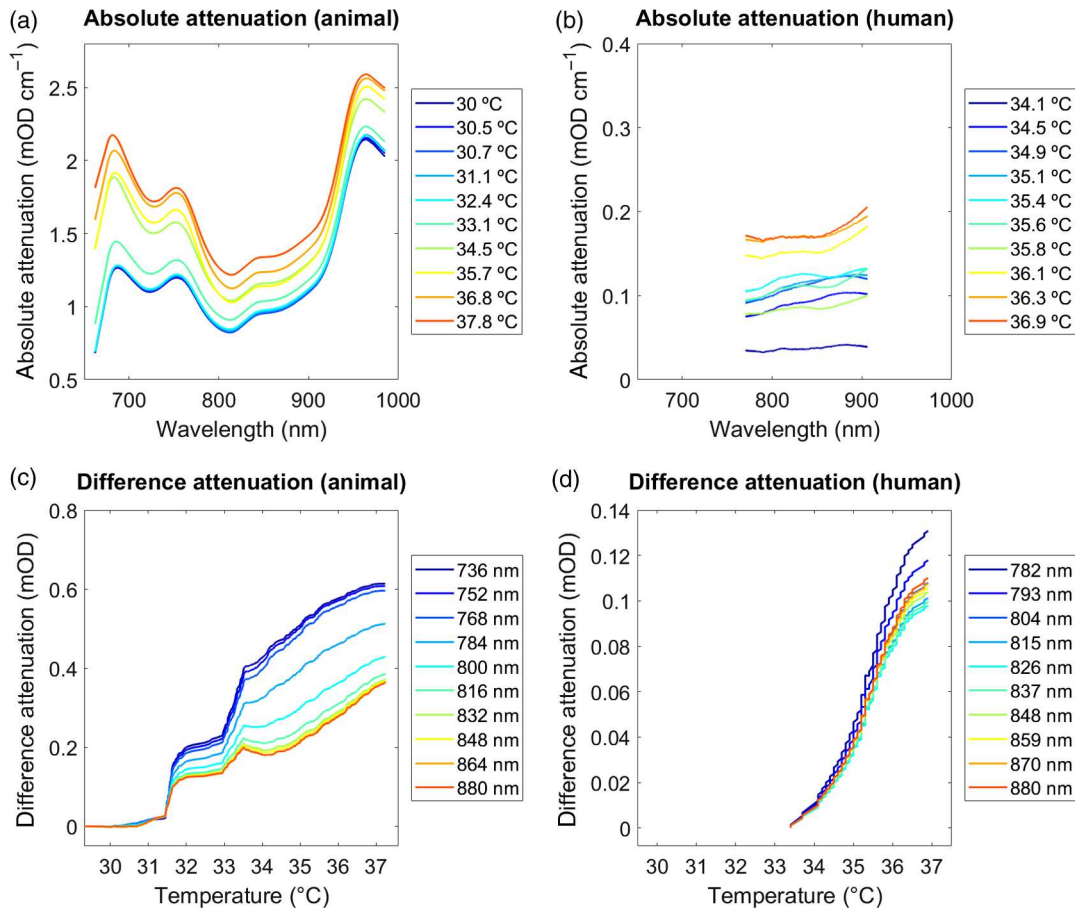 (a) Absolute attenuation (animal)
Absolute attenuation (mOD cm⁻¹)
2.5
2
1.5
1
0.5
700 800 900 1000
Wavelength (nm)
30 ºC
30.5 ºC
30.7 ºC
31.1 ºC
32.4 ºC
33.1 ºC
34.5 ºC
35.7 ºC
36.8 ºC
37.8 ºC
(b) Absolute attenuation (human)
Absolute attenuation (mOD cm⁻¹)
0.4
0.3
0.2
0.1
0
700 800 900 1000
Wavelength (nm)
34.1 ºC
34.5 ºC
34.9 ºC
35.1 ºC
35.4 ºC
35.6 ºC
35.8 ºC
36.1 ºC
36.3 ºC
36.9 ºC
(c) Difference attenuation (animal)
Difference attenuation (mOD)
0.8
0.6
0.4
0.2
0
30 31 32 33 34 35 36 37
Temperature (°C)
736 nm
752 nm
768 nm
784 nm
800 nm
816 nm
832 nm
848 nm
864 nm
880 nm
(d) Difference attenuation (human)
Difference attenuation (mOD)
0.14
0.12
0.1
0.08
0.06
0.04
0.02
0
30 31 32 33 34 35 36 37
Temperature (°C)
782 nm
793 nm
804 nm
815 nm
826 nm
837 nm
848 nm
859 nm
870 nm
880 nm